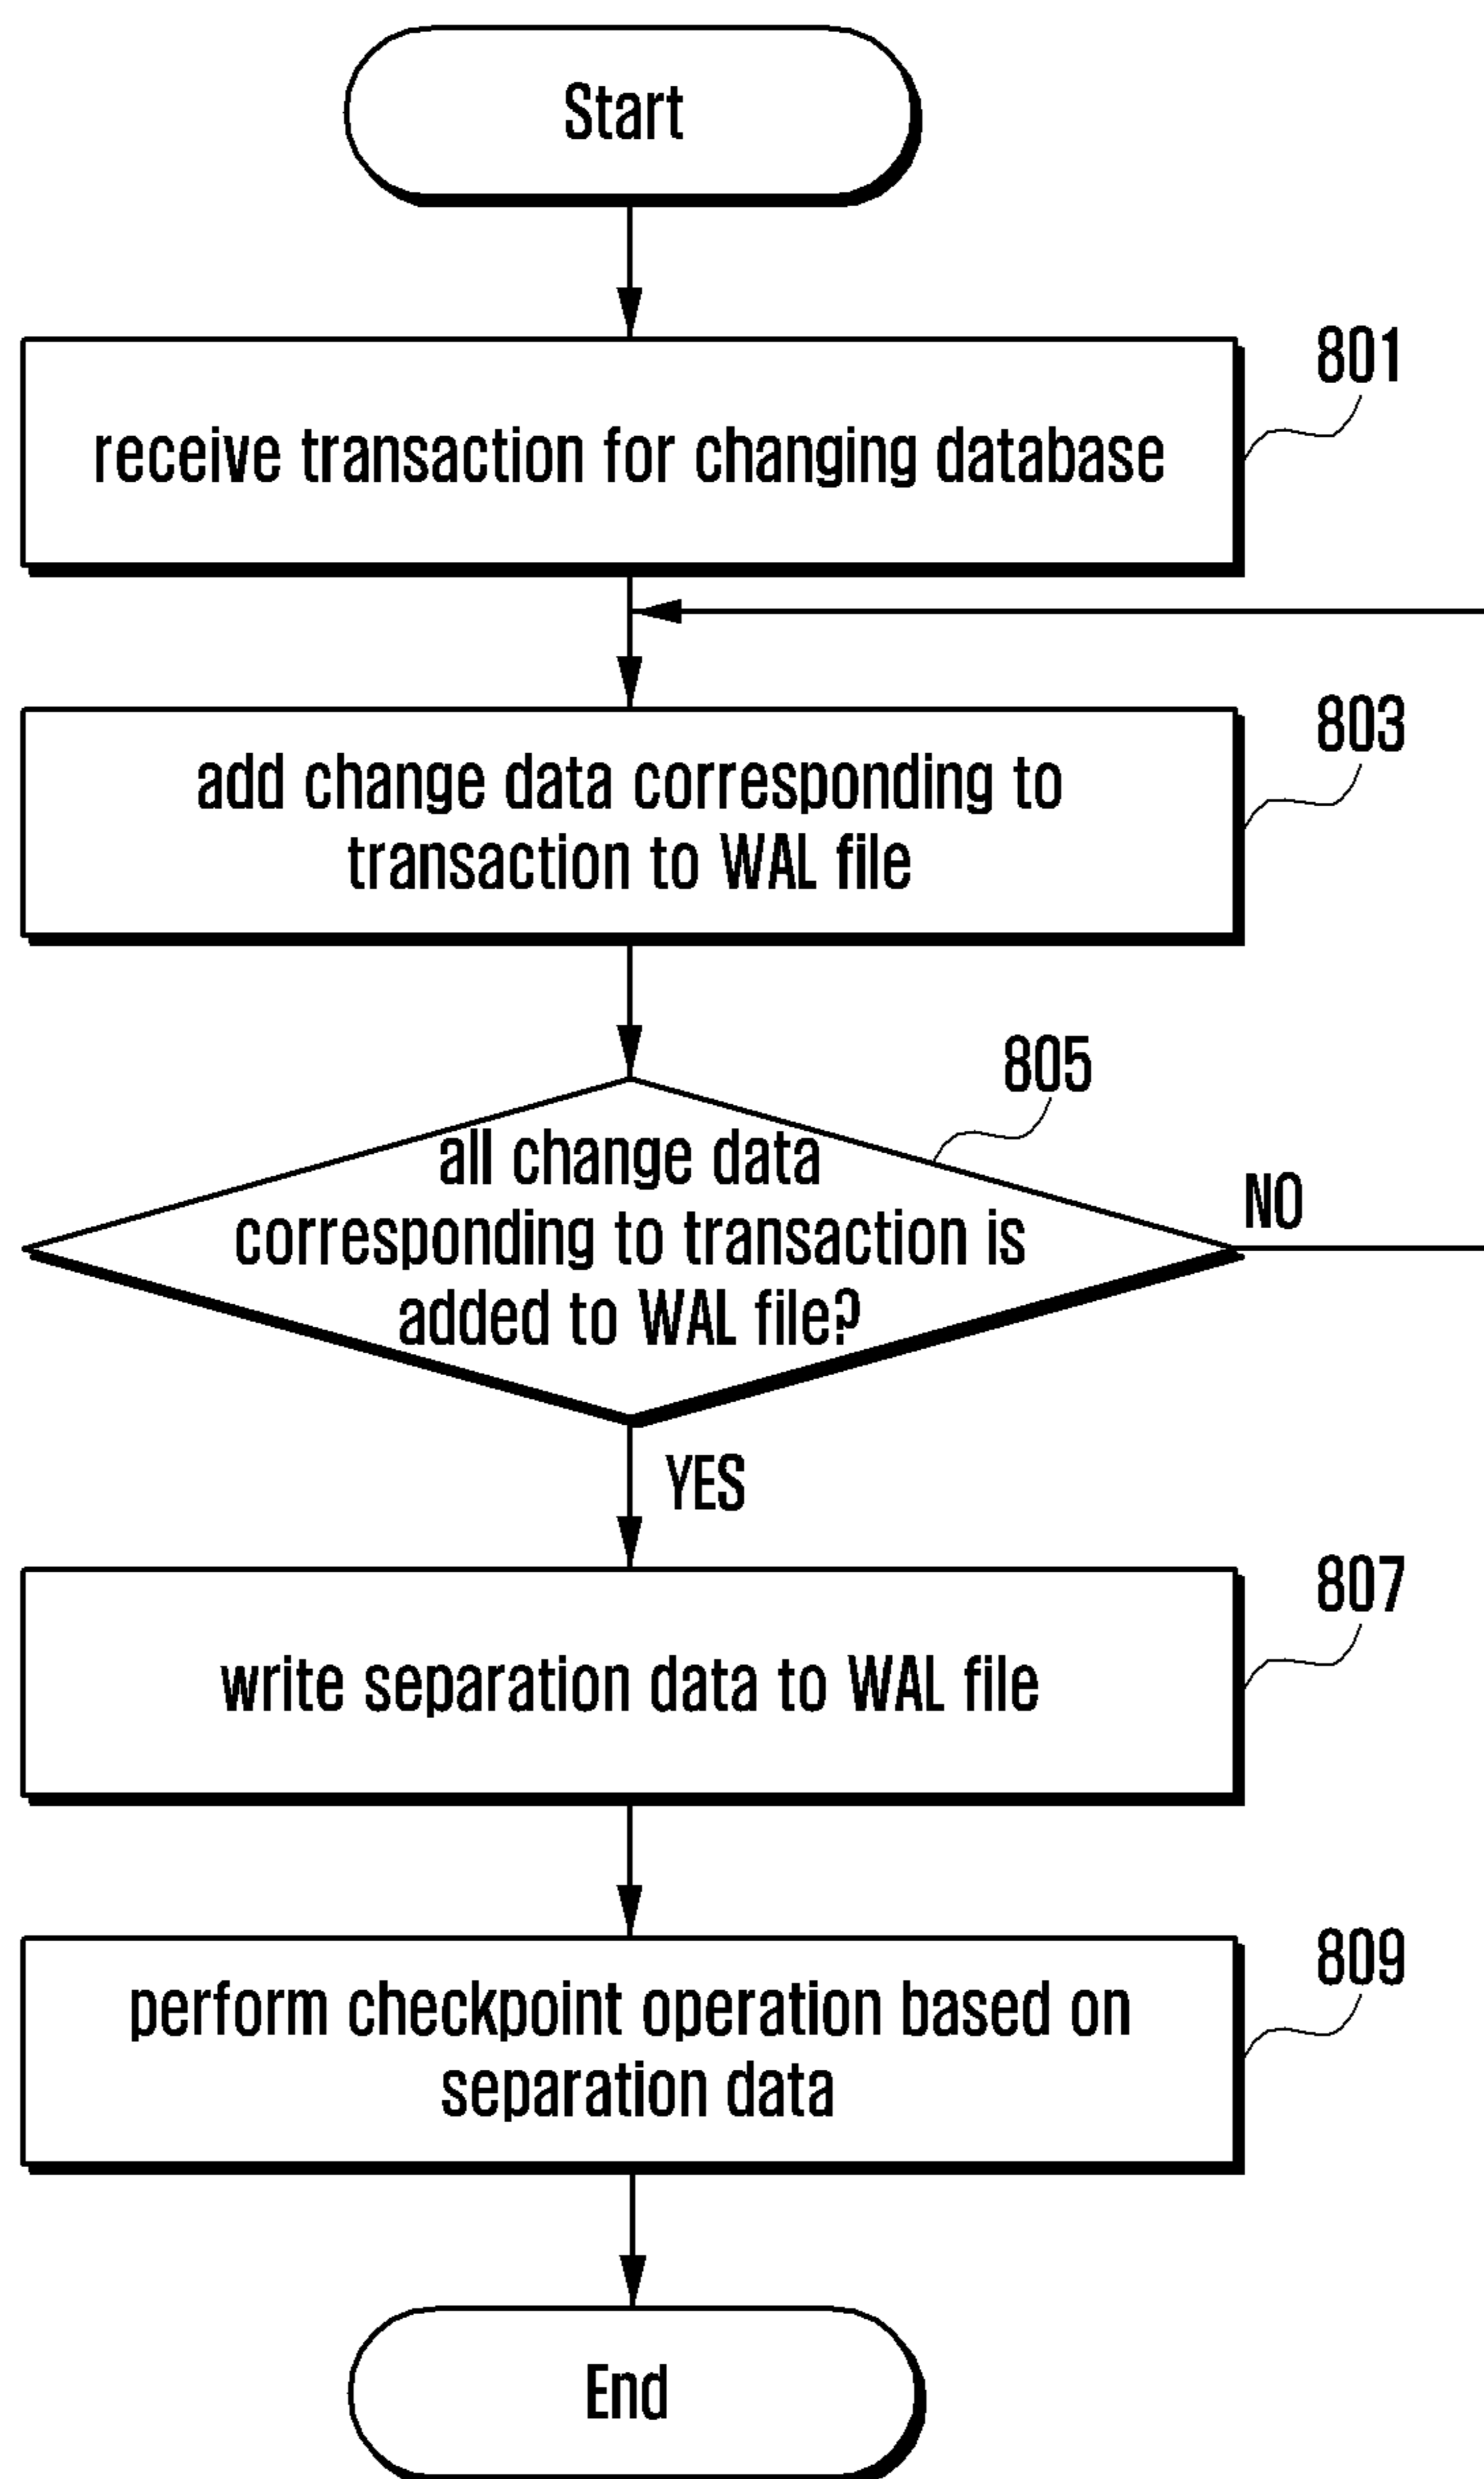 Start
801
receive transaction for changing database
803
add change data corresponding to
transaction to WAL file
805
all change data
corresponding to transaction is
added to WAL file?
NO
YES
807
write separation data to WAL file
809
perform checkpoint operation based on
separation data
End